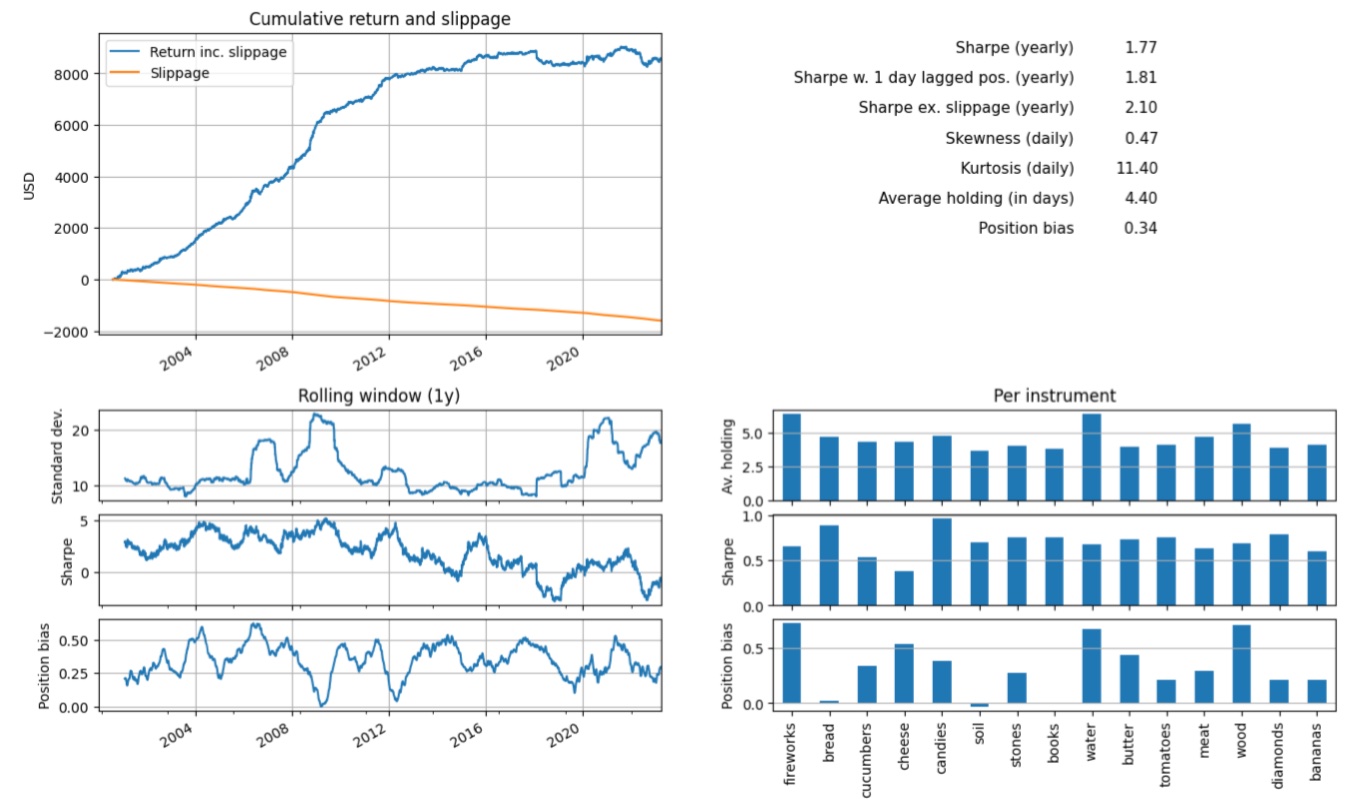 Cumulative return and slippage
Return inc. slippage
Slippage
USD
8000
6000
4000
2000
0
−2000
2004
2008
2012
2016
2020
Sharpe (yearly) 1.77
Sharpe w. 1 day lagged pos. (yearly) 1.81
Sharpe ex. slippage (yearly) 2.10
Skewness (daily) 0.47
Kurtosis (daily) 11.40
Average holding (in days) 4.40
Position bias 0.34
Rolling window (1y)
Standard dev.
20
10
Sharpe
5
0
Position bias
0.50
0.25
0.00
2004
2008
2012
2016
2020
Per instrument
Av. holding
5.0
2.5
0.0
Sharpe
1.0
0.5
0.0
Position bias
0.5
0.0
fireworks
bread
cucumbers
cheese
candies
soil
stones
books
water
butter
tomatoes
meat
wood
diamonds
bananas